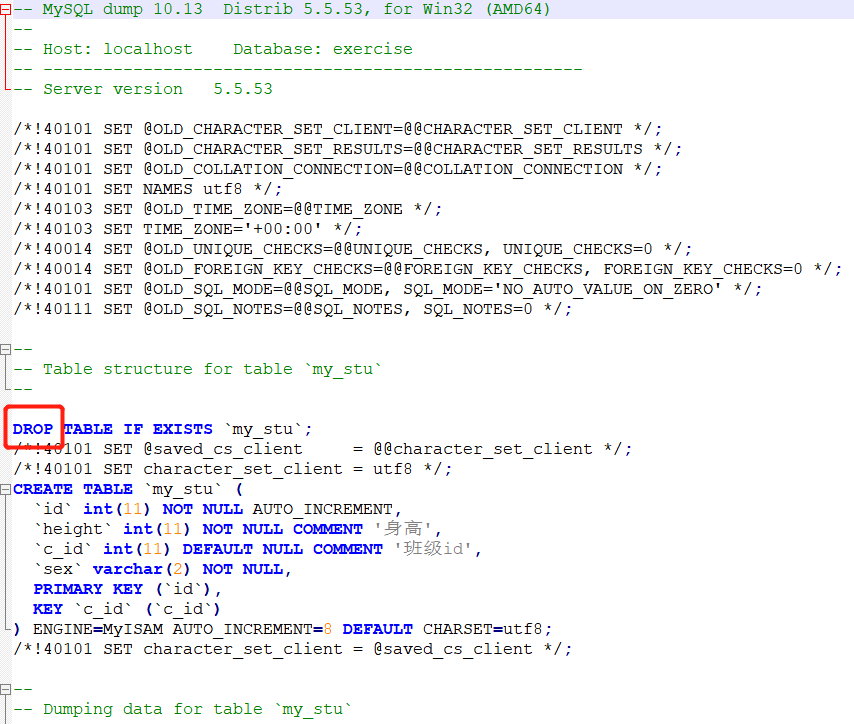 -- MySQL dump 10.13  Distrib 5.5.53, for Win32 (AMD64)
--
-- Host: localhost    Database: exercise
-- ------------------------------------------------------
-- Server version   5.5.53
/*!40101 SET @OLD_CHARACTER_SET_CLIENT=@@CHARACTER_SET_CLIENT */;
/*!40101 SET @OLD_CHARACTER_SET_RESULTS=@@CHARACTER_SET_RESULTS */;
/*!40101 SET @OLD_COLLATION_CONNECTION=@@COLLATION_CONNECTION */;
/*!40101 SET NAMES utf8 */;
/*!40103 SET @OLD_TIME_ZONE=@@TIME_ZONE */;
/*!40103 SET TIME_ZONE='+00:00' */;
/*!40014 SET @OLD_UNIQUE_CHECKS=@@UNIQUE_CHECKS, UNIQUE_CHECKS=0 */;
/*!40014 SET @OLD_FOREIGN_KEY_CHECKS=@@FOREIGN_KEY_CHECKS, FOREIGN_KEY_CHECKS=0 */;
/*!40101 SET @OLD_SQL_MODE=@@SQL_MODE, SQL_MODE='NO_AUTO_VALUE_ON_ZERO' */;
/*!40111 SET @OLD_SQL_NOTES=@@SQL_NOTES, SQL_NOTES=0 */;
--
-- Table structure for table `my_stu`
--
DROP TABLE IF EXISTS `my_stu`;
/*!40101 SET @saved_cs_client     = @@character_set_client */;
/*!40101 SET character_set_client = utf8 */;
CREATE TABLE `my_stu` (
  `id` int(11) NOT NULL AUTO_INCREMENT,
  `height` int(11) NOT NULL COMMENT '身高',
  `c_id` int(11) DEFAULT NULL COMMENT '班级id',
  `sex` varchar(2) NOT NULL,
  PRIMARY KEY (`id`),
  KEY `c_id` (`c_id`)
) ENGINE=MyISAM AUTO_INCREMENT=8 DEFAULT CHARSET=utf8;
/*!40101 SET character_set_client = @saved_cs_client */;
--
-- Dumping data for table `my_stu`